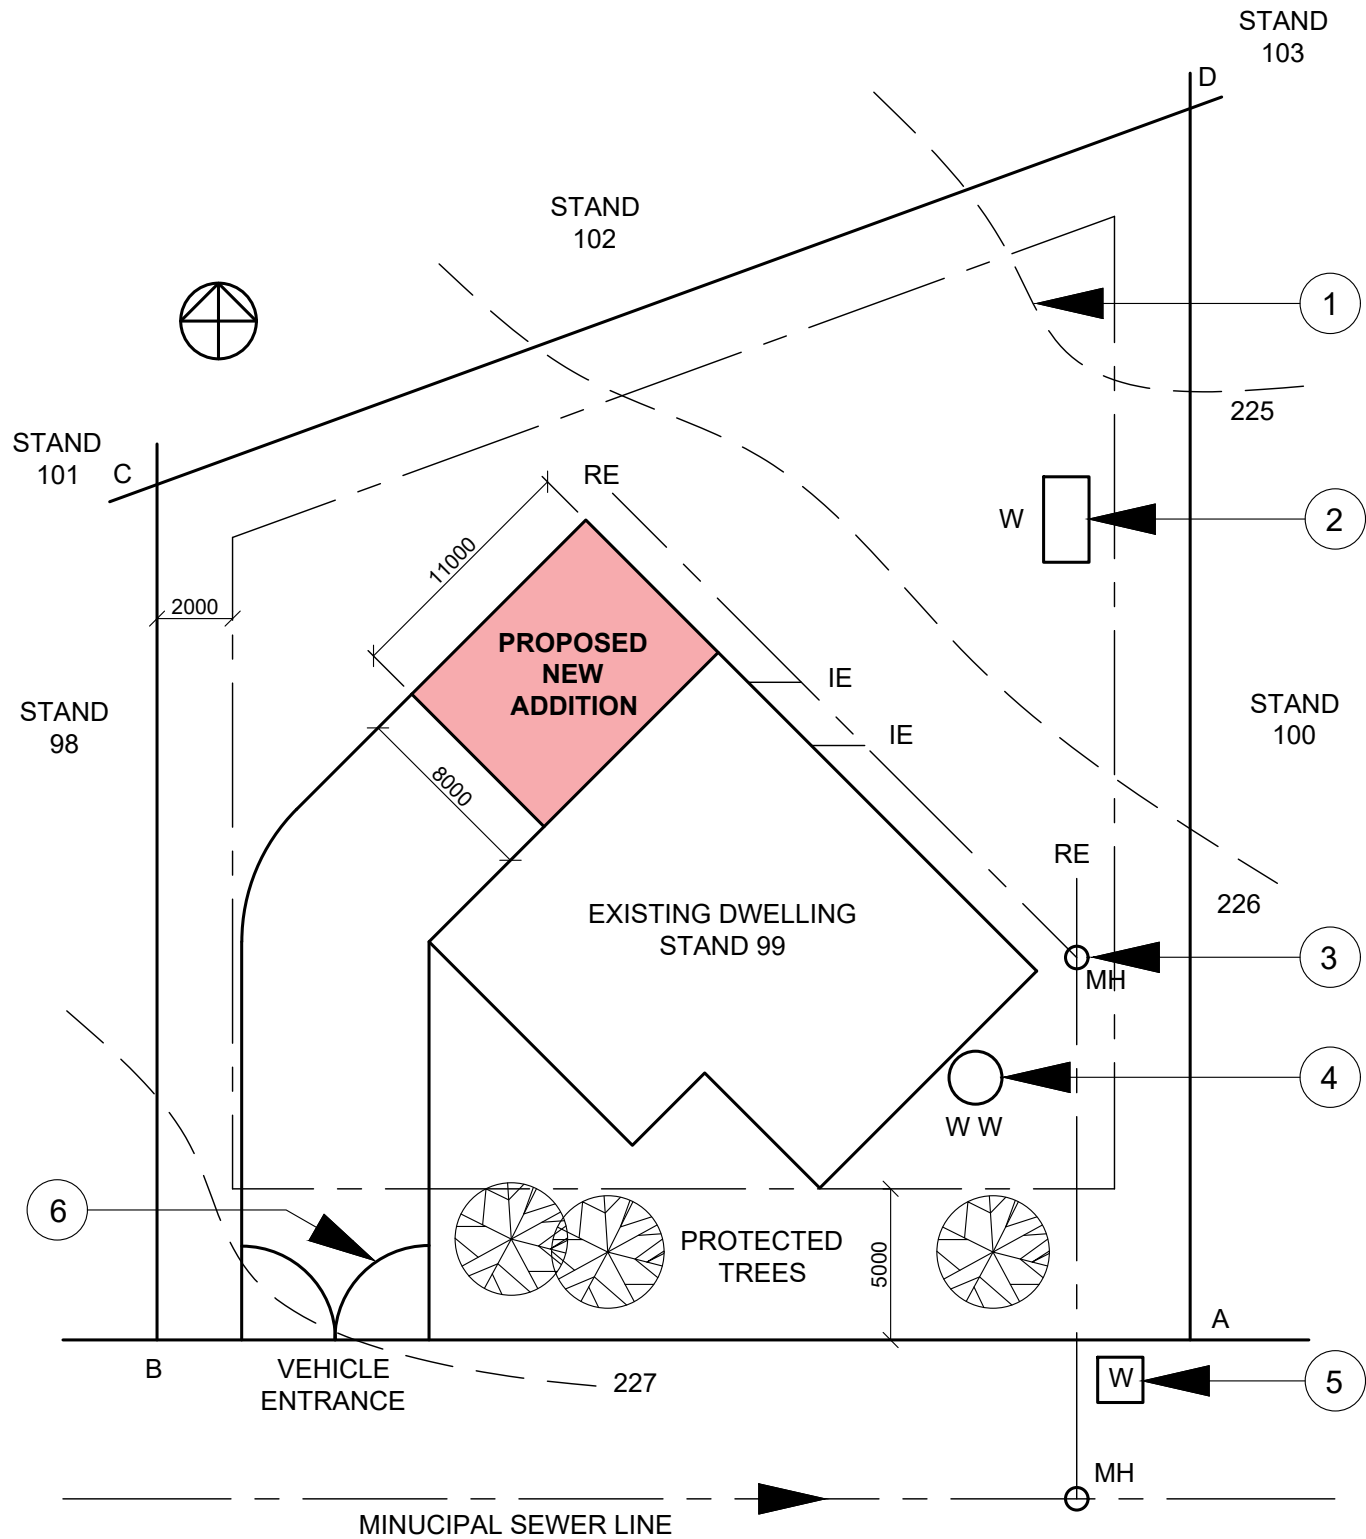 STAND
103
D
STAND
102
1
225
STAND
101
C
RE
11000
W
2
2000
PROPOSED
NEW
ADDITION
IE
STAND
98
STAND
100
IE
8000
RE
226
EXISTING DWELLING
STAND 99
3
MH
4
W W
6
PROTECTED
TREES
5000
A
B
VEHICLE
ENTRANCE
227
W
5
MH
MINUCIPAL SEWER LINE